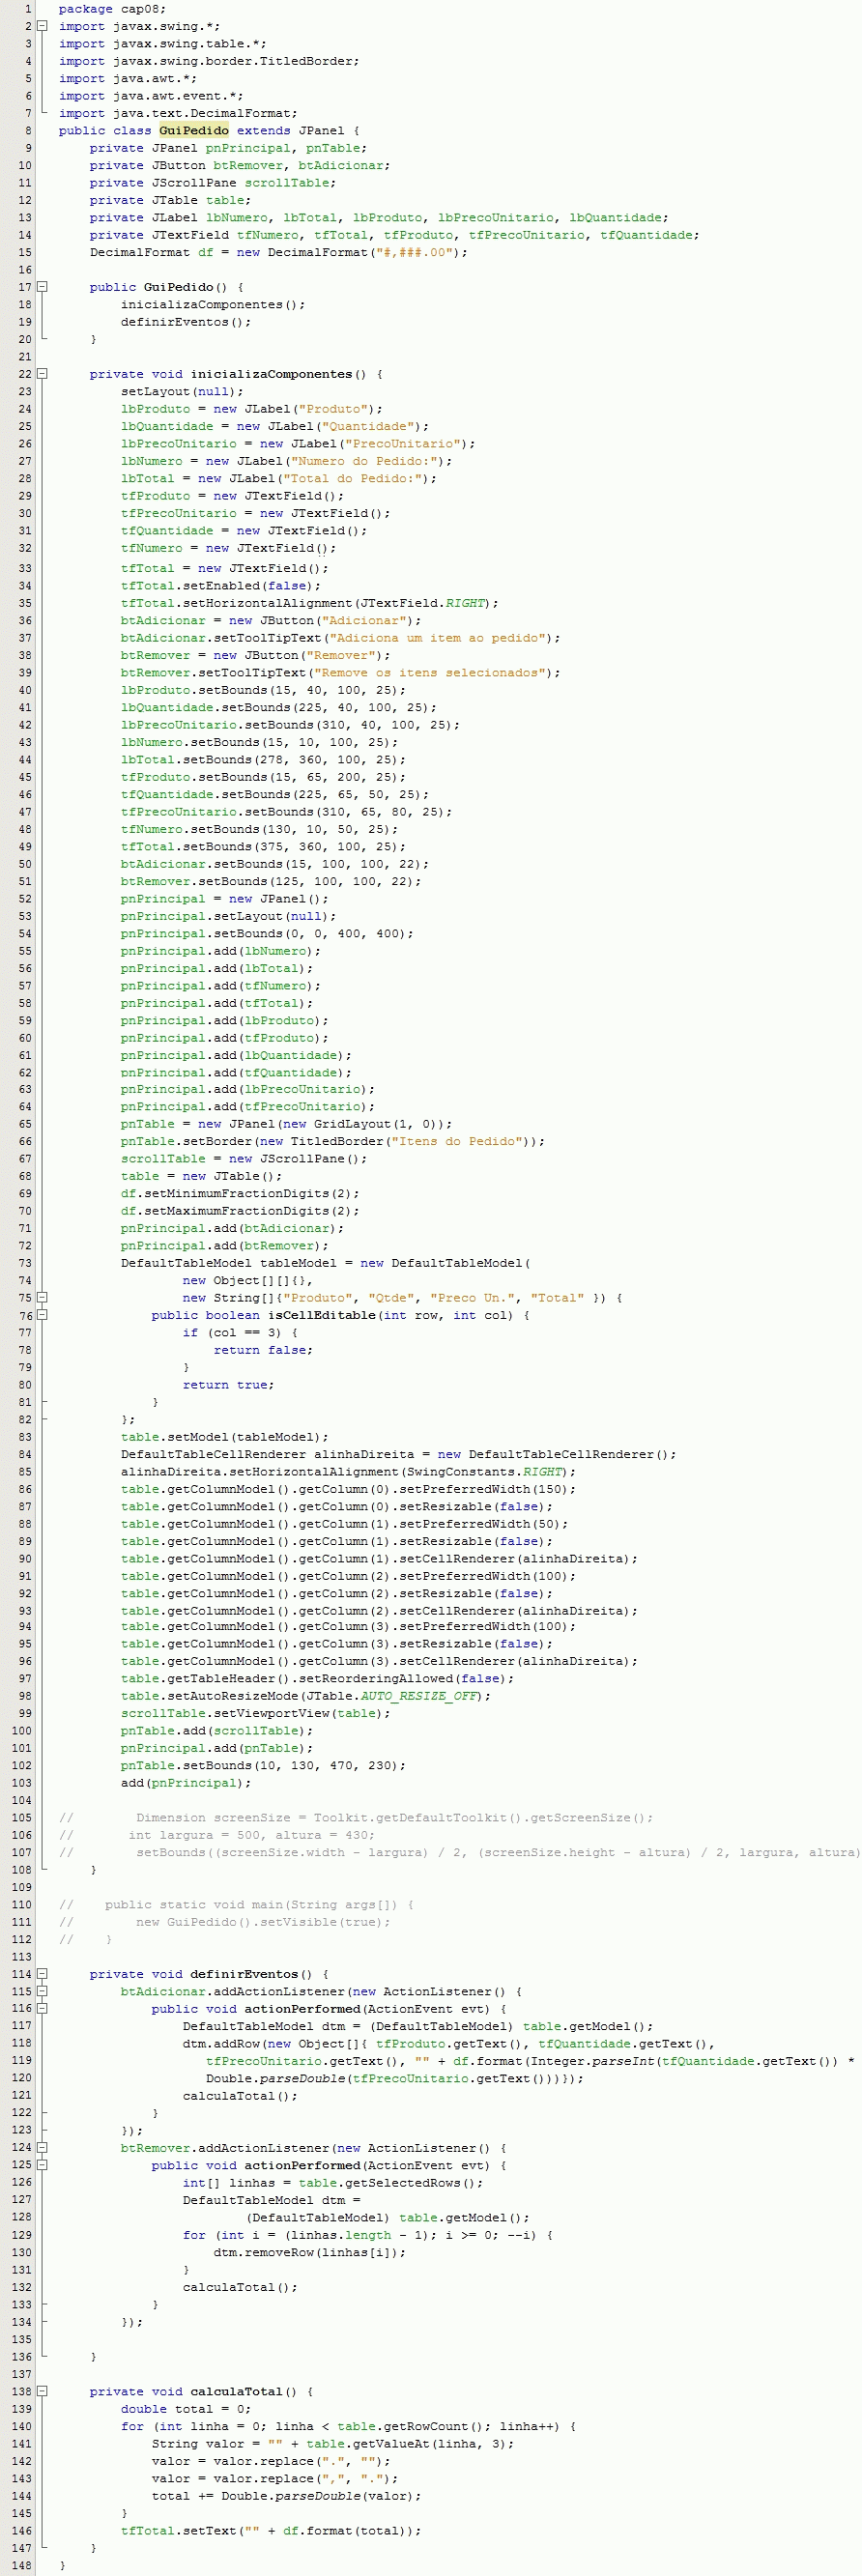 1 package cap08;
2 import javax.swing.*;
3 import javax.swing.table.*;
4 import javax.swing.border.TitledBorder;
5 import java.awt.*;
6 import java.awt.event.*;
7 import java.text.DecimalFormat;
8 public class GuiPedido extends JPanel {
9 private JPanel pnPrincipal, pnTable;
10 private JButton btRemover, btAdicionar;
11 private JScrollPane scrollTable;
12 private JTable table;
13 private JLabel lbNumero, lbTotal, lbProduto, lbPrecoUnitario, lbQuantidade;
14 private JTextField tfNumero, tfTotal, tfProduto, tfPrecoUnitario, tfQuantidade;
15 DecimalFormat df = new DecimalFormat("#,###.00");
16
17 public GuiPedido() {
18 inicializaComponentes();
19 definirEventos();
20 }
21
22 private void inicializaComponentes() {
23 setLayout(null);
24 lbProduto = new JLabel("Produto");
25 lbQuantidade = new JLabel("Quantidade");
26 lbPrecoUnitario = new JLabel("PrecoUnitario");
27 lbNumero = new JLabel("Numero do Pedido:");
28 lbTotal = new JLabel("Total do Pedido:");
29 tfProduto = new JTextField();
30 tfPrecoUnitario = new JTextField();
31 tfQuantidade = new JTextField();
32 tfNumero = new JTextField();
33 tfTotal = new JTextField();
34 tfTotal.setEnabled(false);
35 tfTotal.setHorizontalAlignment(JTextField.RIGHT);
36 btAdicionar = new JButton("Adicionar");
37 btAdicionar.setToolTipText("Adiciona um item ao pedido");
38 btRemover = new JButton("Remover");
39 btRemover.setToolTipText("Remove os itens selecionados");
40 lbProduto.setBounds(15, 40, 100, 25);
41 lbQuantidade.setBounds(225, 40, 100, 25);
42 lbPrecoUnitario.setBounds(310, 40, 100, 25);
43 lbNumero.setBounds(15, 10, 100, 25);
44 lbTotal.setBounds(278, 360, 100, 25);
45 tfProduto.setBounds(15, 65, 200, 25);
46 tfQuantidade.setBounds(225, 65, 50, 25);
47 tfPrecoUnitario.setBounds(310, 65, 80, 25);
48 tfNumero.setBounds(130, 10, 50, 25);
49 tfTotal.setBounds(375, 360, 100, 25);
50 btAdicionar.setBounds(15, 100, 100, 22);
51 btRemover.setBounds(125, 100, 100, 22);
52 pnPrincipal = new JPanel();
53 pnPrincipal.setLayout(null);
54 pnPrincipal.setBounds(0, 0, 400, 400);
55 pnPrincipal.add(lbNumero);
56 pnPrincipal.add(lbTotal);
57 pnPrincipal.add(tfNumero);
58 pnPrincipal.add(tfTotal);
59 pnPrincipal.add(lbProduto);
60 pnPrincipal.add(tfProduto);
61 pnPrincipal.add(lbQuantidade);
62 pnPrincipal.add(tfQuantidade);
63 pnPrincipal.add(lbPrecoUnitario);
64 pnPrincipal.add(tfPrecoUnitario);
65 pnTable = new JPanel(new GridLayout(1, 0));
66 pnTable.setBorder(new TitledBorder("Itens do Pedido"));
67 scrollTable = new JScrollPane();
68 table = new JTable();
69 df.setMinimumFractionDigits(2);
70 df.setMaximumFractionDigits(2);
71 pnPrincipal.add(btAdicionar);
72 pnPrincipal.add(btRemover);
73 DefaultTableModel tableModel = new DefaultTableModel(
74 new Object[][]{},
75 new String[]{"Produto", "Qtde", "Preco Un.", "Total" }) {
76 public boolean isCellEditable(int row, int col) {
77 if (col == 3) {
78 return false;
79 }
80 return true;
81 }
82 };
83 table.setModel(tableModel);
84 DefaultTableCellRenderer alinhaDireita = new DefaultTableCellRenderer();
85 alinhaDireita.setHorizontalAlignment(SwingConstants.RIGHT);
86 table.getColumnModel().getColumn(0).setPreferredWidth(150);
87 table.getColumnModel().getColumn(0).setResizable(false);
88 table.getColumnModel().getColumn(1).setPreferredWidth(50);
89 table.getColumnModel().getColumn(1).setResizable(false);
90 table.getColumnModel().getColumn(1).setCellRenderer(alinhaDireita);
91 table.getColumnModel().getColumn(2).setPreferredWidth(100);
92 table.getColumnModel().getColumn(2).setResizable(false);
93 table.getColumnModel().getColumn(2).setCellRenderer(alinhaDireita);
94 table.getColumnModel().getColumn(3).setPreferredWidth(100);
95 table.getColumnModel().getColumn(3).setResizable(false);
96 table.getColumnModel().getColumn(3).setCellRenderer(alinhaDireita);
97 table.getTableHeader().setReorderingAllowed(false);
98 table.setAutoResizeMode(JTable.AUTO_RESIZE_OFF);
99 scrollTable.setViewportView(table);
100 pnTable.add(scrollTable);
101 pnPrincipal.add(pnTable);
102 pnTable.setBounds(10, 130, 470, 230);
103 add(pnPrincipal);
104
105 // Dimension screenSize = Toolkit.getDefaultToolkit().getScreenSize();
106 // int largura = 500, altura = 430;
107 // setBounds((screenSize.width - largura) / 2, (screenSize.height - altura) / 2, largura, altura)
108 }
109
110 // public static void main(String args[]) {
111 // new GuiPedido().setVisible(true);
112 // }
113
114 private void definirEventos() {
115 btAdicionar.addActionListener(new ActionListener() {
116 public void actionPerformed(ActionEvent evt) {
117 DefaultTableModel dtm = (DefaultTableModel) table.getModel();
118 dtm.addRow(new Object[]{ tfProduto.getText(), tfQuantidade.getText(),
119 tfPrecoUnitario.getText(), "" + df.format(Integer.parseInt(tfQuantidade.getText()) *
120 Double.parseDouble(tfPrecoUnitario.getText()))});
121 calculaTotal();
122 }
123 });
124 btRemover.addActionListener(new ActionListener() {
125 public void actionPerformed(ActionEvent evt) {
126 int[] linhas = table.getSelectedRows();
127 DefaultTableModel dtm =
128 (DefaultTableModel) table.getModel();
129 for (int i = (linhas.length - 1); i >= 0; --i) {
130 dtm.removeRow(linhas[i]);
131 }
132 calculaTotal();
133 }
134 });
135
136 }
137
138 private void calculaTotal() {
139 double total = 0;
140 for (int linha = 0; linha < table.getRowCount(); linha++) {
141 String valor = "" + table.getValueAt(linha, 3);
142 valor = valor.replace(".", "");
143 valor = valor.replace(",", ".");
144 total += Double.parseDouble(valor);
145 }
146 tfTotal.setText("" + df.format(total));
147 }
148 }